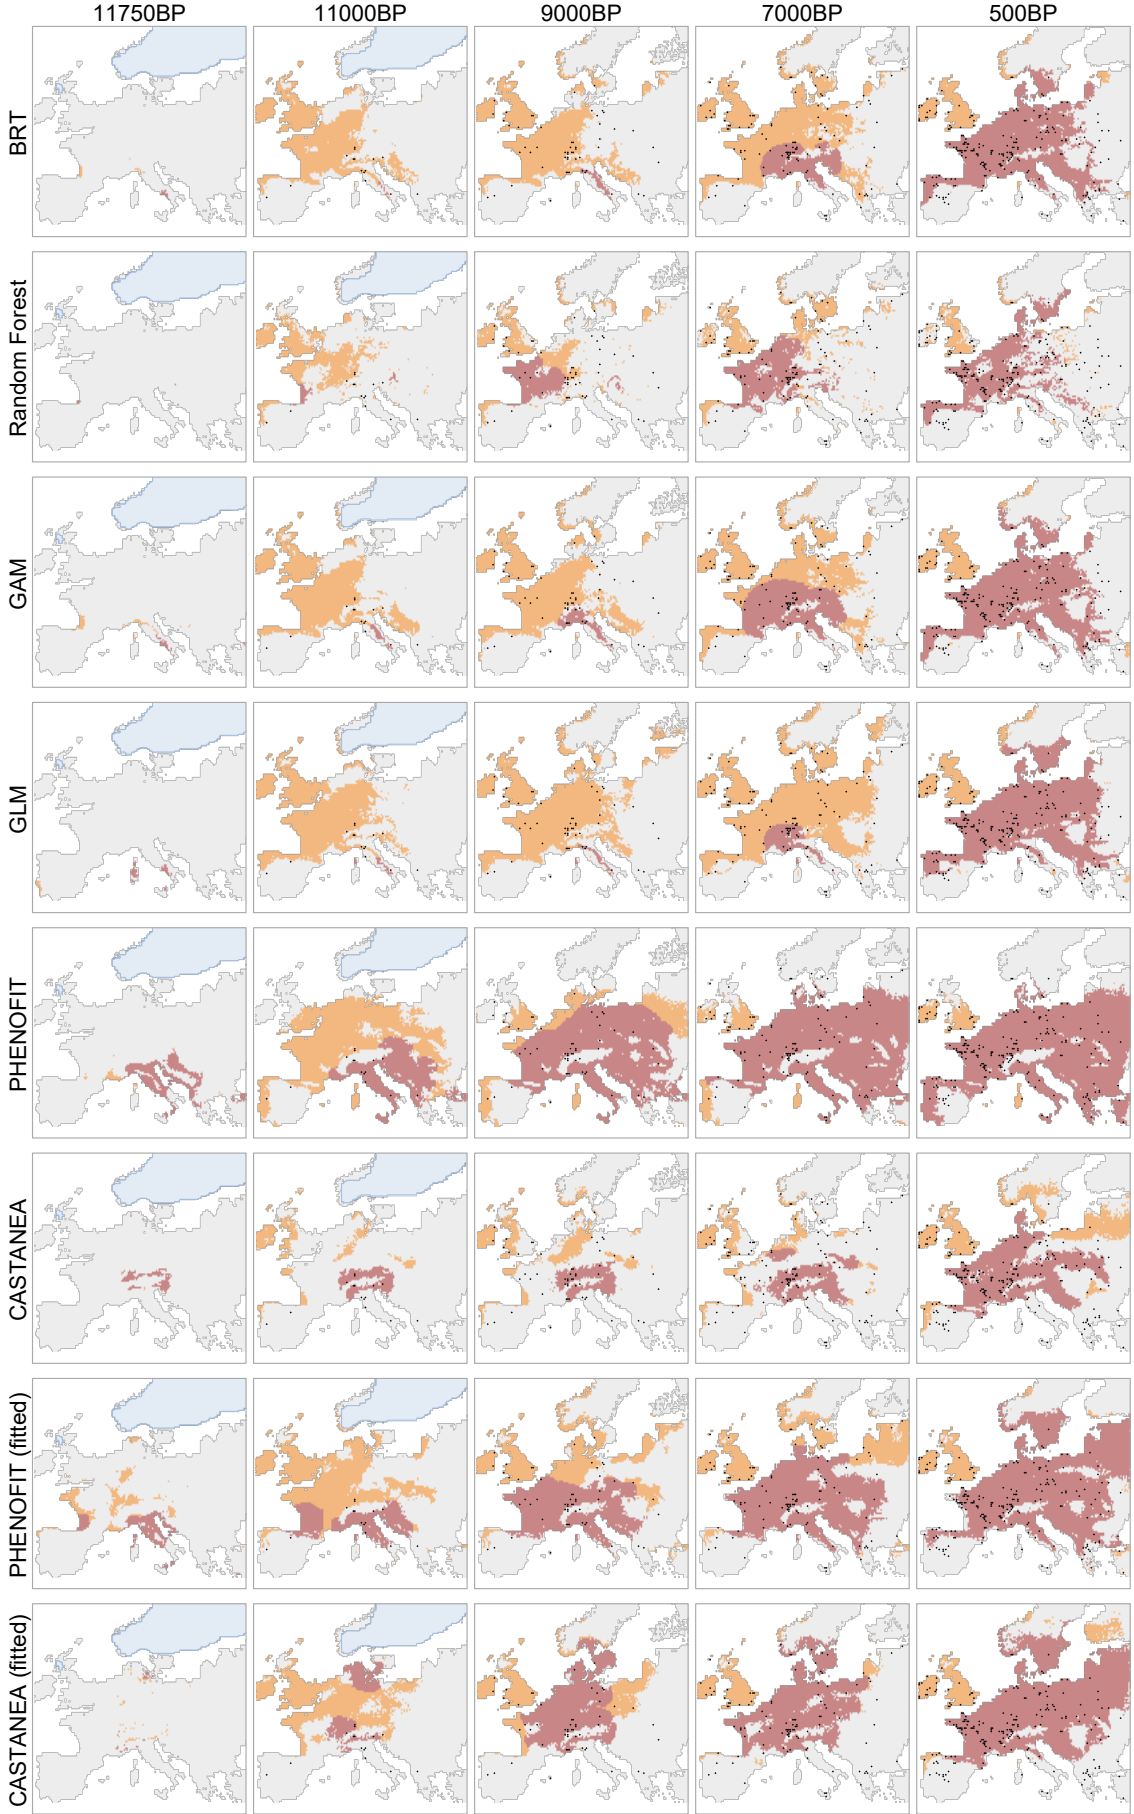 11750BP
11000BP
9000BP
7000BP
500BP
BRT
Random Forest
GAM
GLM
PHENOFIT
CASTANEA
PHENOFIT (fitted)
CASTANEA (fitted)